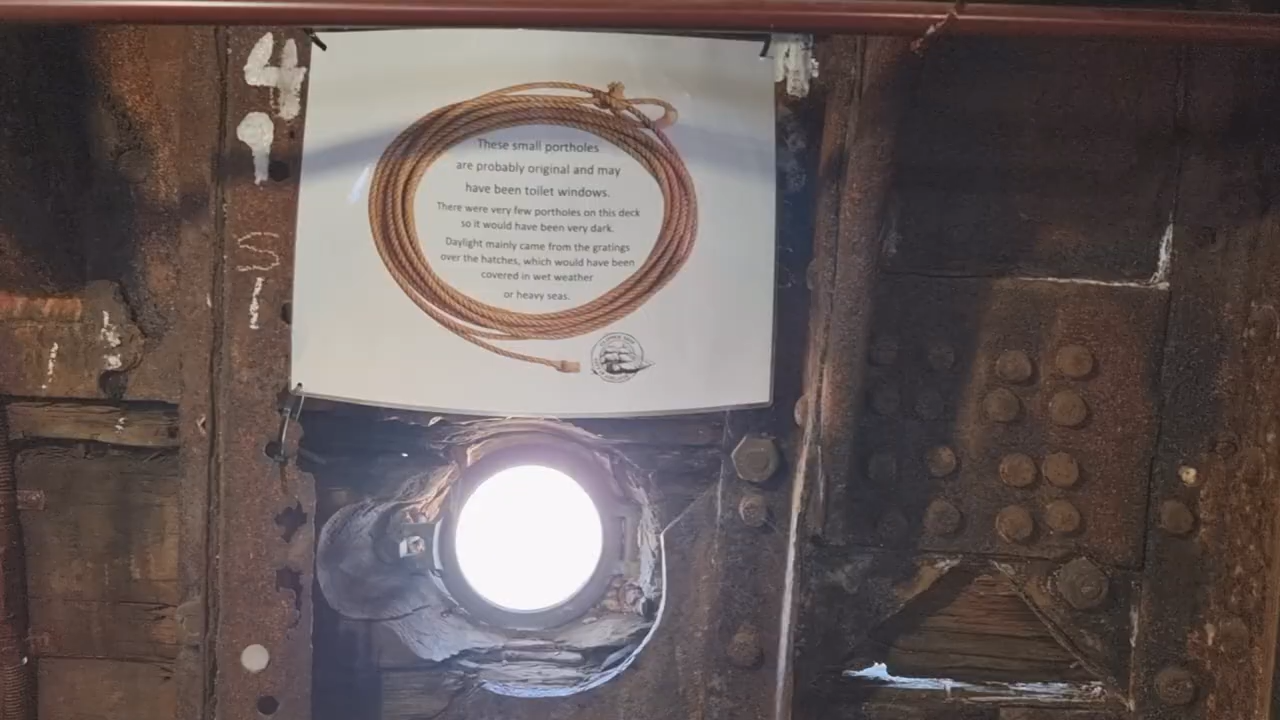 49
These small portholes
are probably original and may
have been toilet windows.
There were very few portholes on this deck
so it would have been very dark.
Daylight mainly came from the gratings
over the hatches, which would have been
covered in wet weather
or heavy seas.
ST